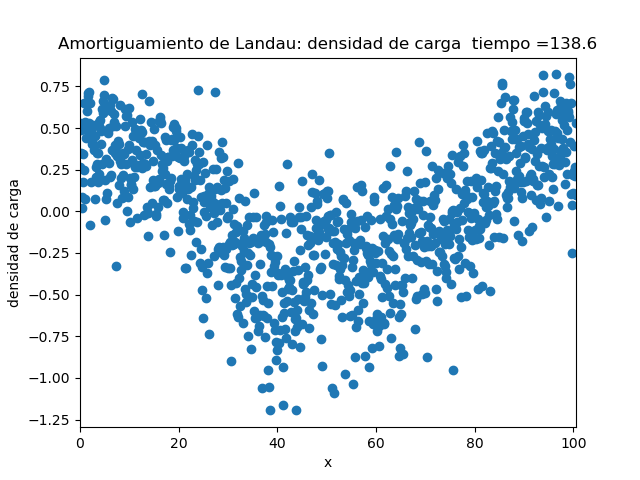 Amortiguamiento de Landau: densidad de carga  tiempo =138.6
0.75
0.50
0.25
0.00
−0.25
−0.50
−0.75
−1.00
−1.25
densidad de carga
0 20 40 60 80 100
x